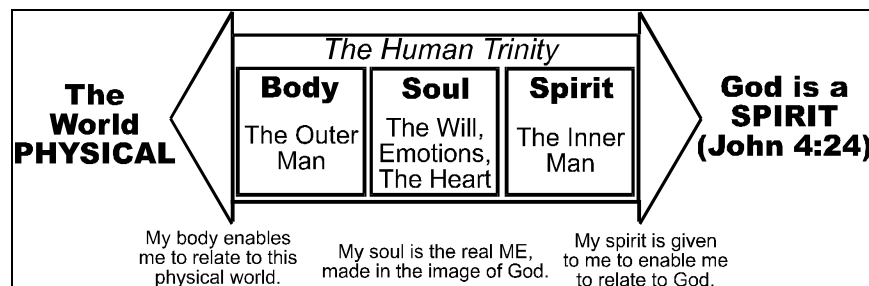 The Human Trinity
The
World
PHYSICAL
Body
The Outer
Man
Soul
The Will,
Emotions,
The Heart
Spirit
The Inner
Man
God is a
SPIRIT
(John 4:24)
My body enables
me to relate to this
physical world.
My soul is the real ME,
made in the image of God.
My spirit is given
to me to enable me
to relate to God.